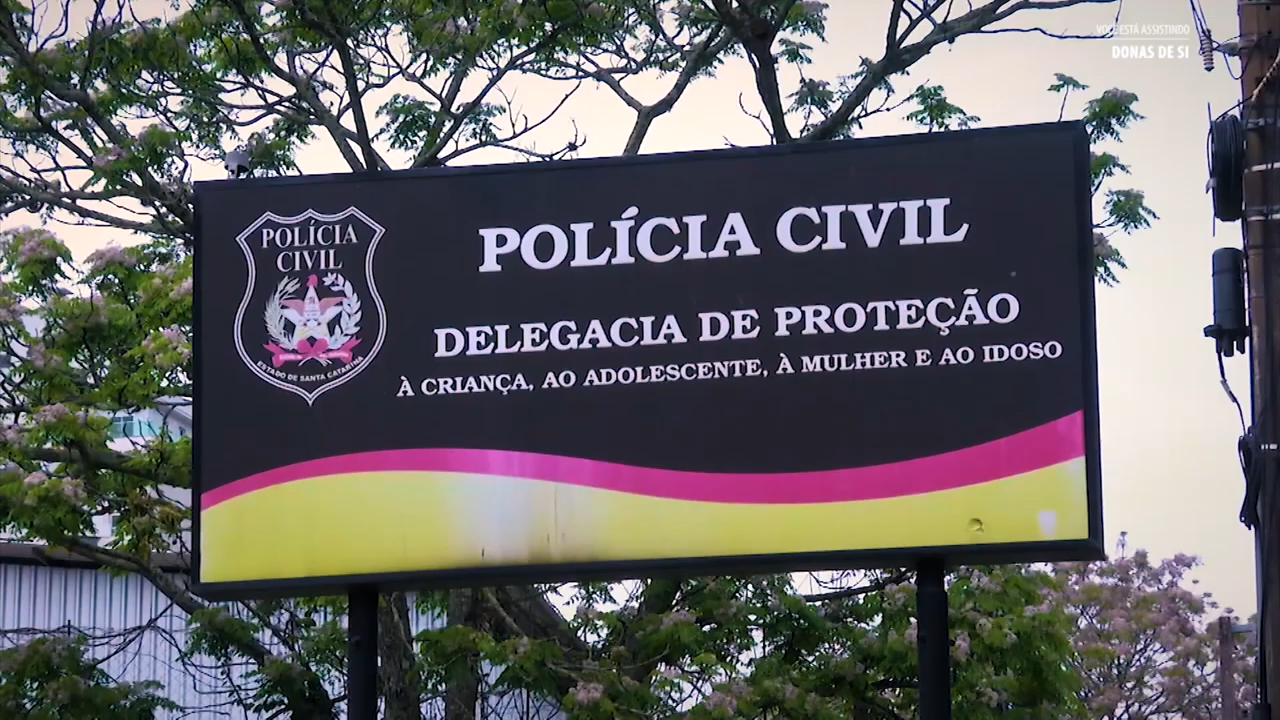 VOCÊ ESTÁ ASSISTINDO
DONAS DE SI
POLÍCIA
CIVIL
ESTADO DE SANTA CATARINA
POLÍCIA CIVIL
DELEGACIA DE PROTEÇÃO
À CRIANÇA, AO ADOLESCENTE, À MULHER E AO IDOSO